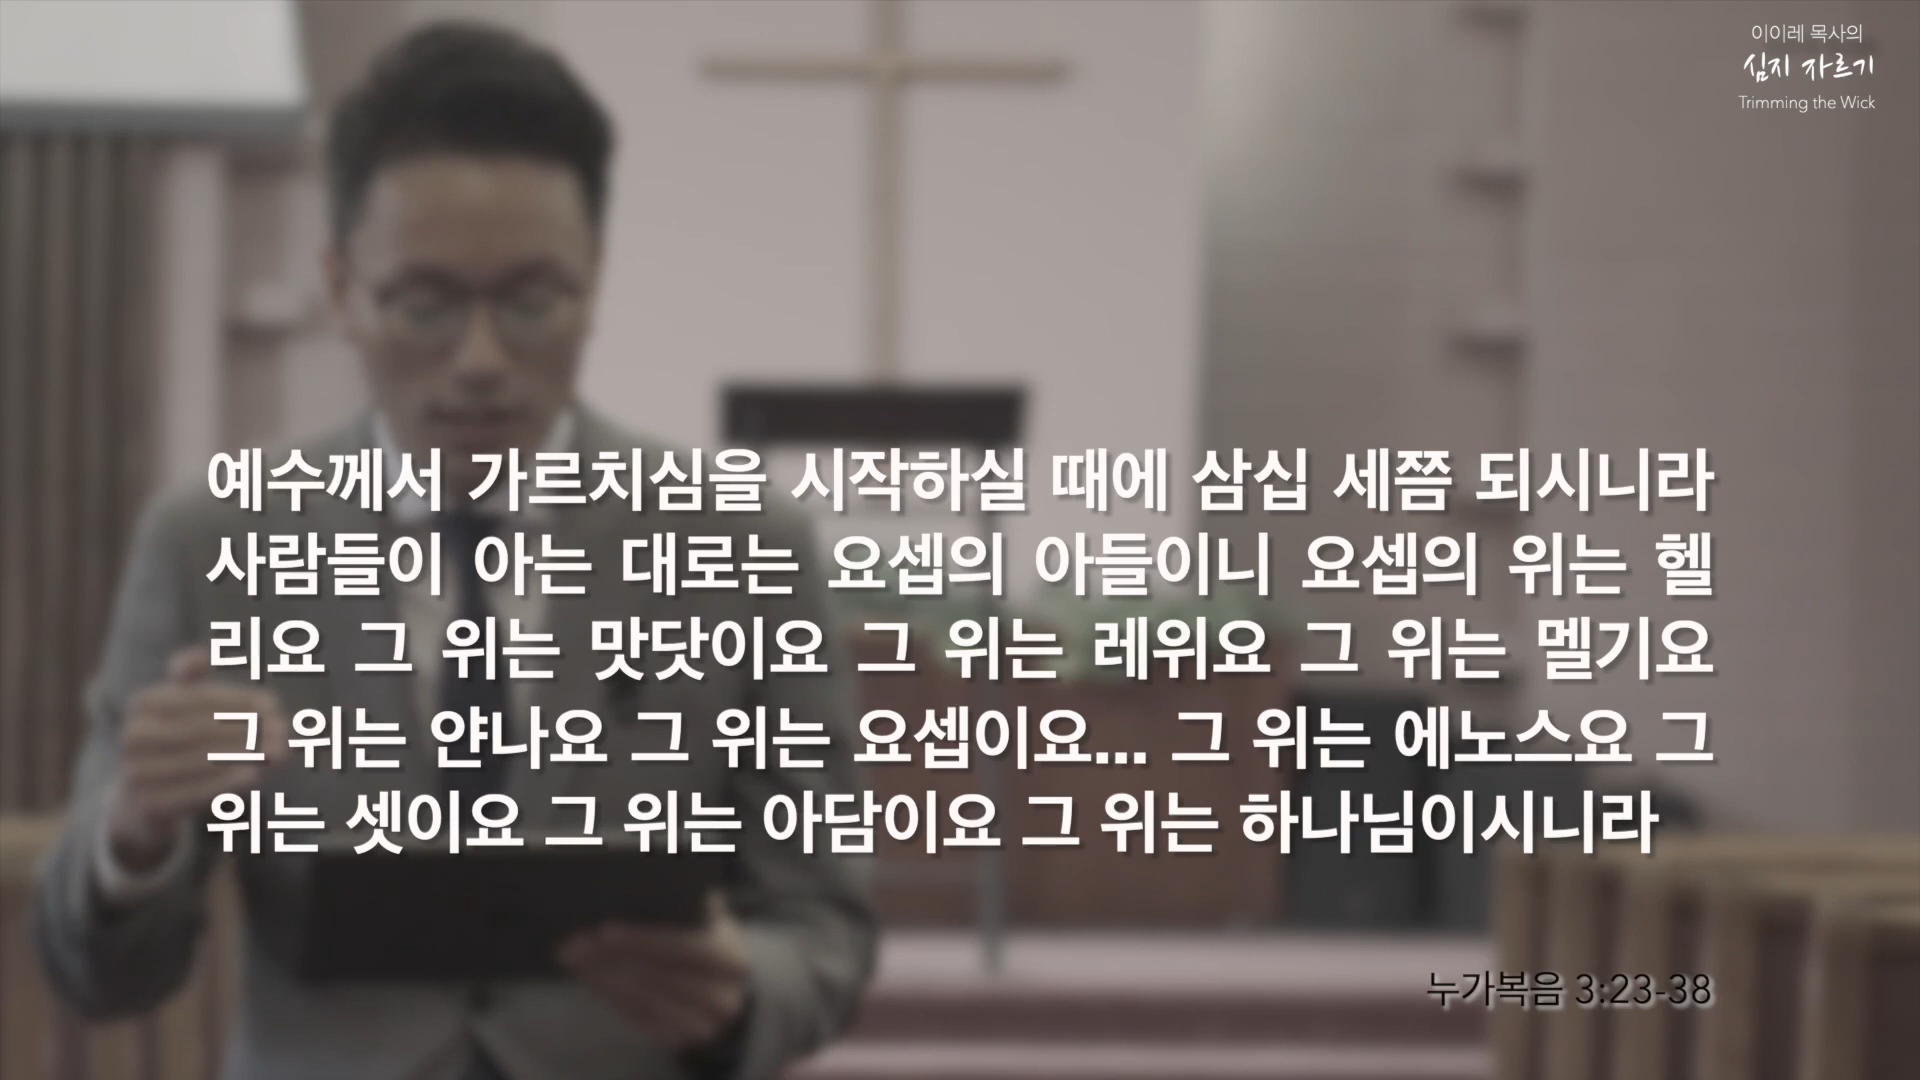 이이레 목사의
심지 자르기
Trimming the Wick
예수께서 가르치심을 시작하실 때에 삼십 세쯤 되시니라
사람들이 아는 대로는 요셉의 아들이니 요셉의 위는 헬
리요 그 위는 맛닷이요 그 위는 레위요 그 위는 멜기요
그 위는 얀나요 그 위는 요셉이요... 그 위는 에노스요 그
위는 셋이요 그 위는 아담이요 그 위는 하나님이시니라
누가복음 3:23-38